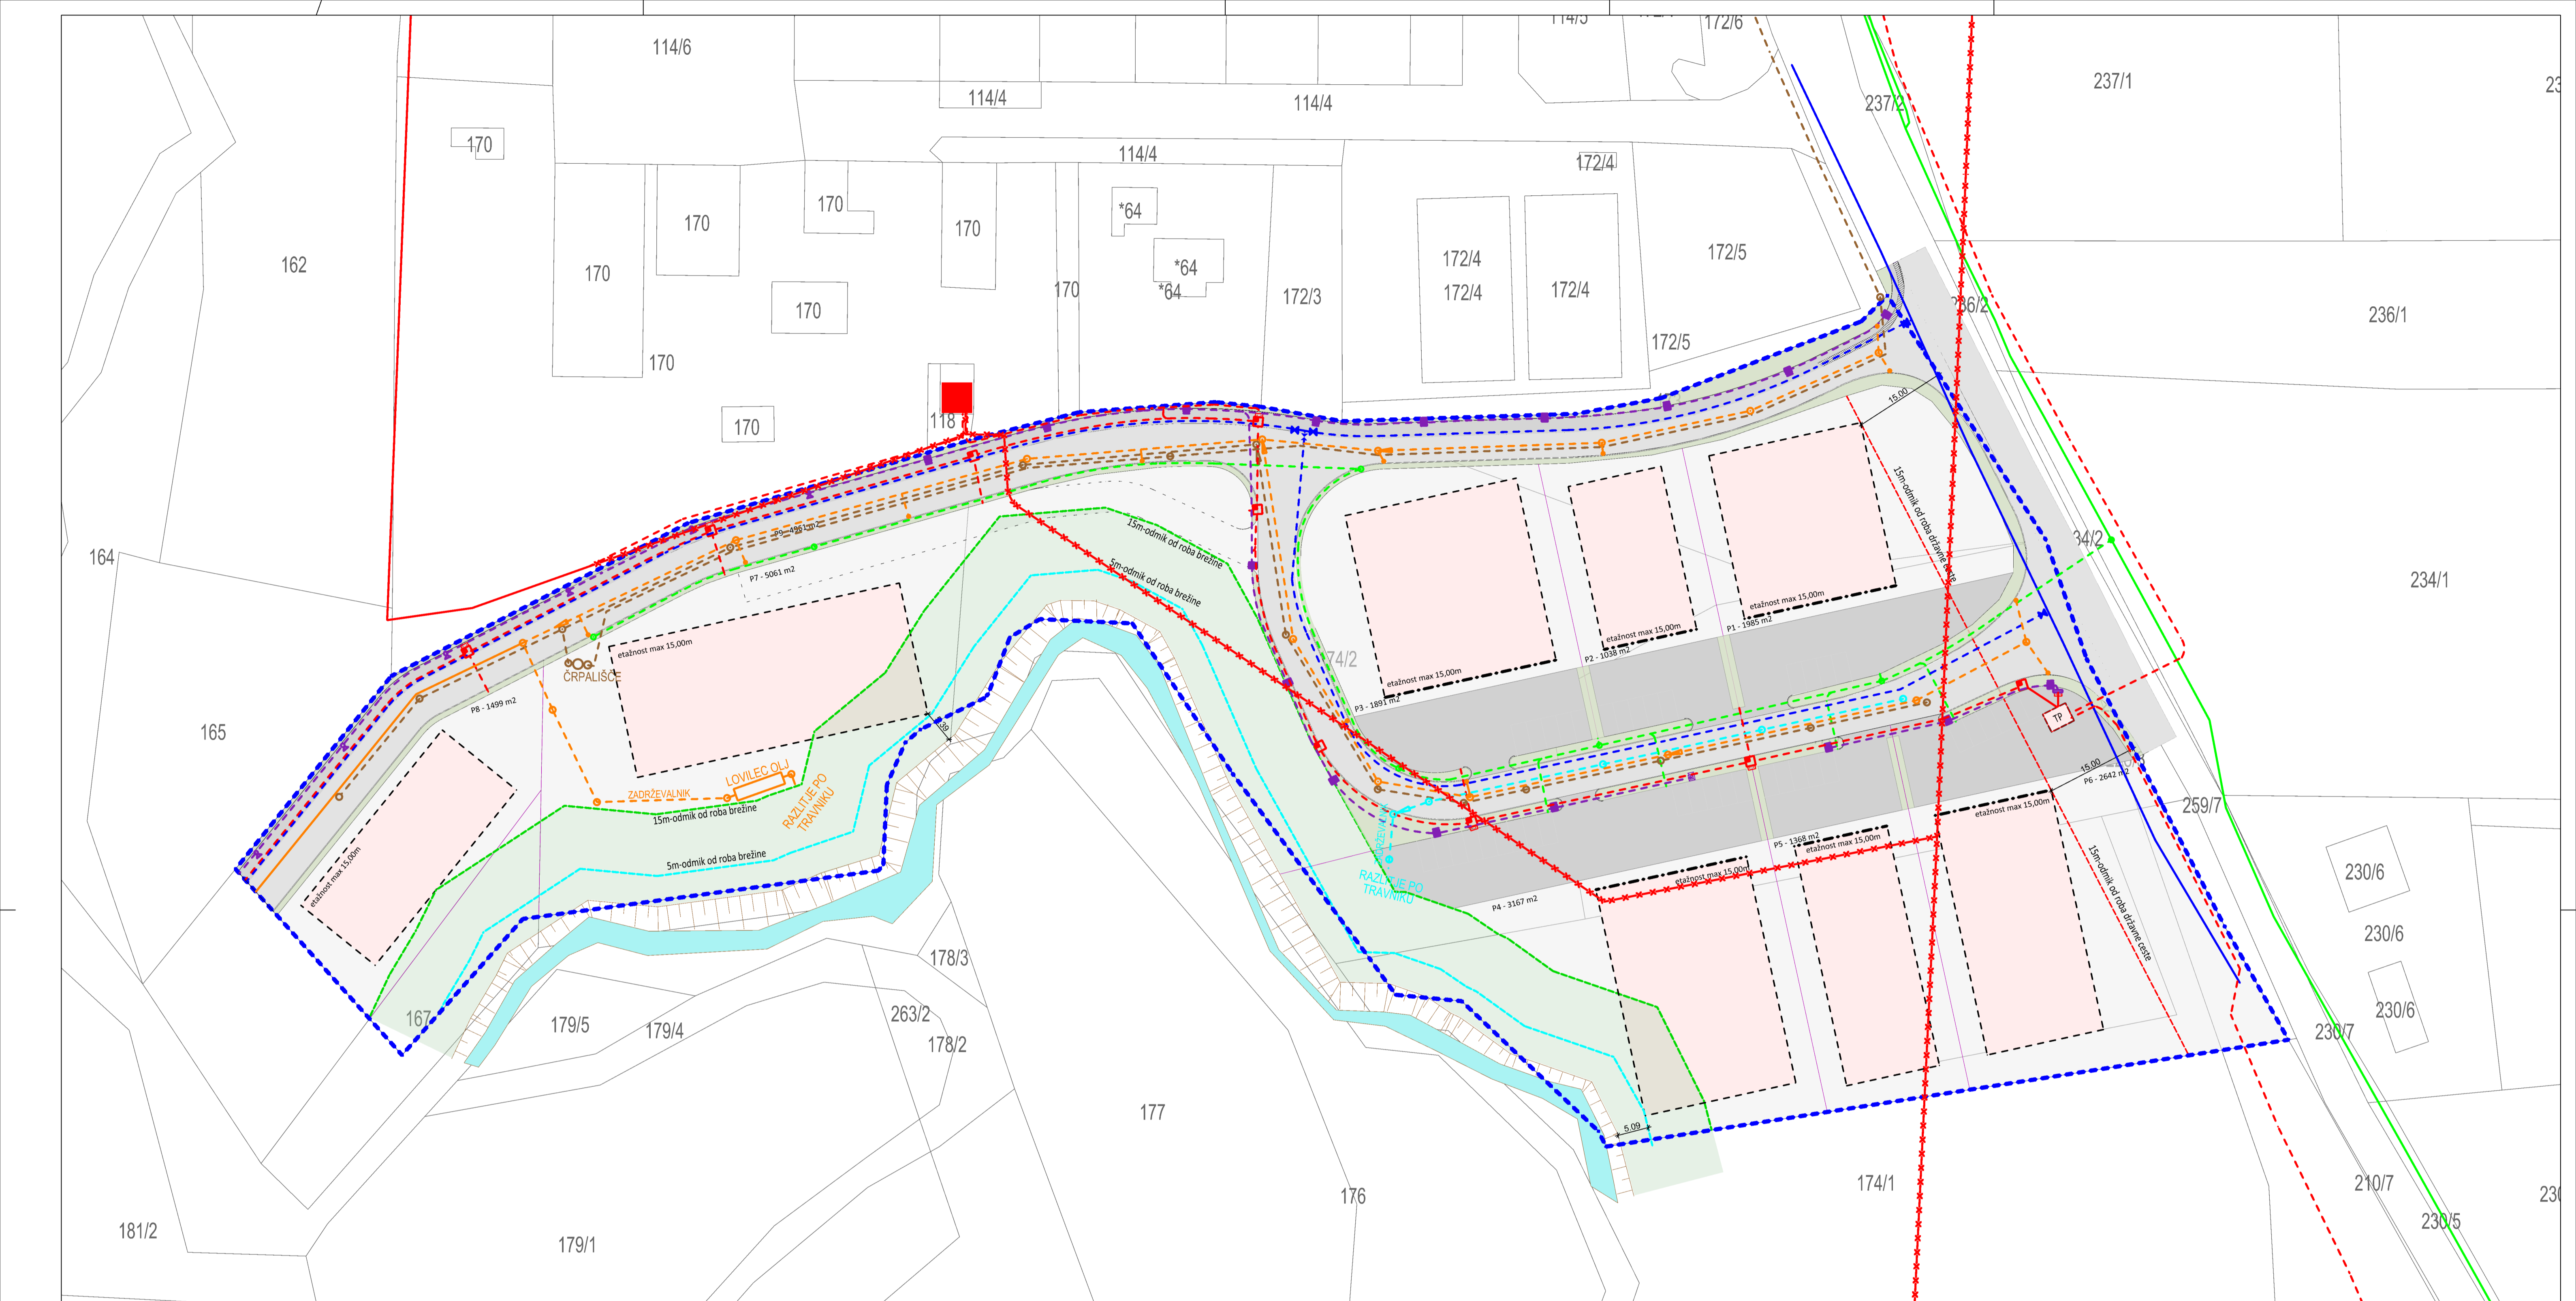 114/6
114/5
172/6
237/1
237/2
114/4
114/4
114/4
170
172/4
162
170
170
170
170
*64
*64
*64
172/3
170
172/4
172/4
172/4
172/5
236/2
236/1
170
170
172/5
170
118
15.00
15m-odmik od roba državne ceste
164
P9 - 4961 m2
P7 - 5061 m2
15m-odmik od roba brežine
5m-odmik od roba brežine
34/2
234/1
etažnost max 15,00m
P1 - 1985 m2
etažnost max 15,00m
P2 - 1038 m2
etažnost max 15,00m
P3 - 1891 m2
74/2
etažnost max 15,00m
ČRPALIŠČE
P8 - 1499 m2
165
TP
15.00
P6 - 2642 m2
etažnost max 15,00m
259/7
LOVILEC OLJ
ZADRŽEVALNIK
RAZLITJE PO
TRAVNIKU
15m-odmik od roba brežine
5m-odmik od roba brežine
etažnost max 15,00m
P5 - 1368 m2
etažnost max 15,00m
etažnost max 15,00m
P4 - 3167 m2
RAZLITJE PO
TRAVNIKU
15m-odmik od roba državne ceste
230/6
230/6
230/6
230/7
167
178/3
179/5
179/4
263/2
178/2
177
5.09
176
174/1
210/7
230/5
181/2
179/1